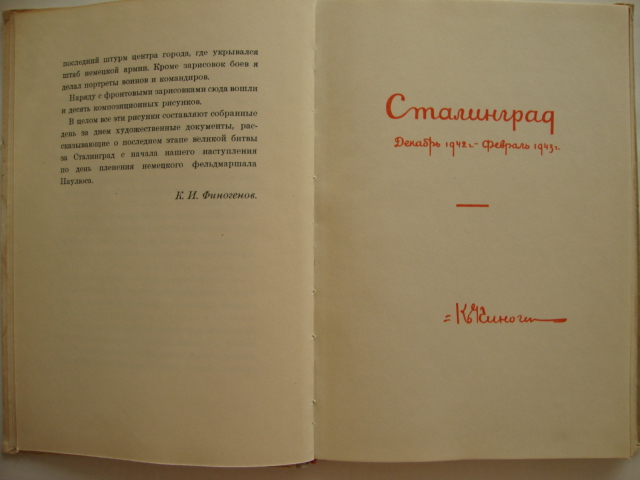 последний штурм центра города, где укрывался
штаб немецкой армии. Кроме зарисовок боев я
делал портреты воинов и командиров.
Наряду с фронтовыми зарисовками сюда вошли
и десять композиционных рисунков.
В целом все эти рисунки составляют собранные
день за днем художественные документы, рас-
сказывающие о последнем этапе великой битвы
за Сталинград с начала нашего наступления
по день пленения немецкого фельдмаршала
Паулюса.
К. И. Финогенов.
Сталинград
Декабрь 1942 г. - Февраль 1943 г.